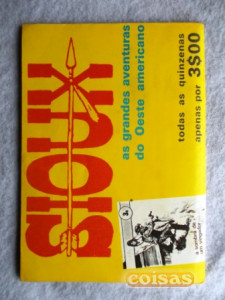 SIOUX
as grandes aventuras
do Oeste americano
todas as quinzenas
apenas por 3$00
coisas